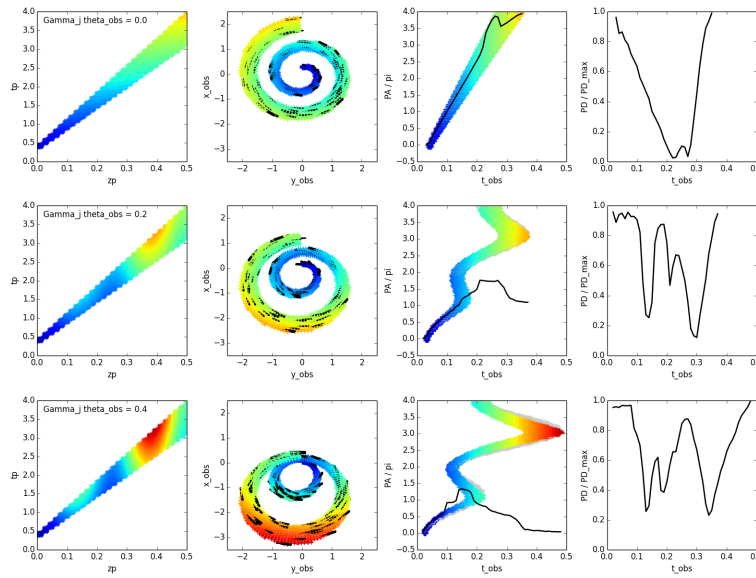 4.0
3.5
3.0
2.5
2.0
1.5
1.0
0.5
0.0
tp
Gamma_j theta_obs = 0.0
0.0 0.1 0.2 0.3 0.4 0.5
zp
2
1
0
−1
−2
−3
x_obs
−2 −1 0 1 2
y_obs
4.0
3.5
3.0
2.5
2.0
1.5
1.0
0.5
0.0
−0.5
PA / pi
0.0 0.1 0.2 0.3 0.4 0.5
t_obs
1.0
0.8
0.6
0.4
0.2
0.0
PD / PD_max
0.0 0.1 0.2 0.3 0.4 0.5
t_obs
4.0
3.5
3.0
2.5
2.0
1.5
1.0
0.5
0.0
tp
Gamma_j theta_obs = 0.2
0.0 0.1 0.2 0.3 0.4 0.5
zp
2
1
0
−1
−2
−3
x_obs
−2 −1 0 1 2
y_obs
4.0
3.5
3.0
2.5
2.0
1.5
1.0
0.5
0.0
−0.5
PA / pi
0.0 0.1 0.2 0.3 0.4 0.5
t_obs
1.0
0.8
0.6
0.4
0.2
0.0
PD / PD_max
0.0 0.1 0.2 0.3 0.4 0.5
t_obs
4.0
3.5
3.0
2.5
2.0
1.5
1.0
0.5
0.0
tp
Gamma_j theta_obs = 0.4
0.0 0.1 0.2 0.3 0.4 0.5
zp
2
1
0
−1
−2
−3
x_obs
−2 −1 0 1 2
y_obs
4.0
3.5
3.0
2.5
2.0
1.5
1.0
0.5
0.0
−0.5
PA / pi
0.0 0.1 0.2 0.3 0.4 0.5
t_obs
1.0
0.8
0.6
0.4
0.2
0.0
PD / PD_max
0.0 0.1 0.2 0.3 0.4 0.5
t_obs